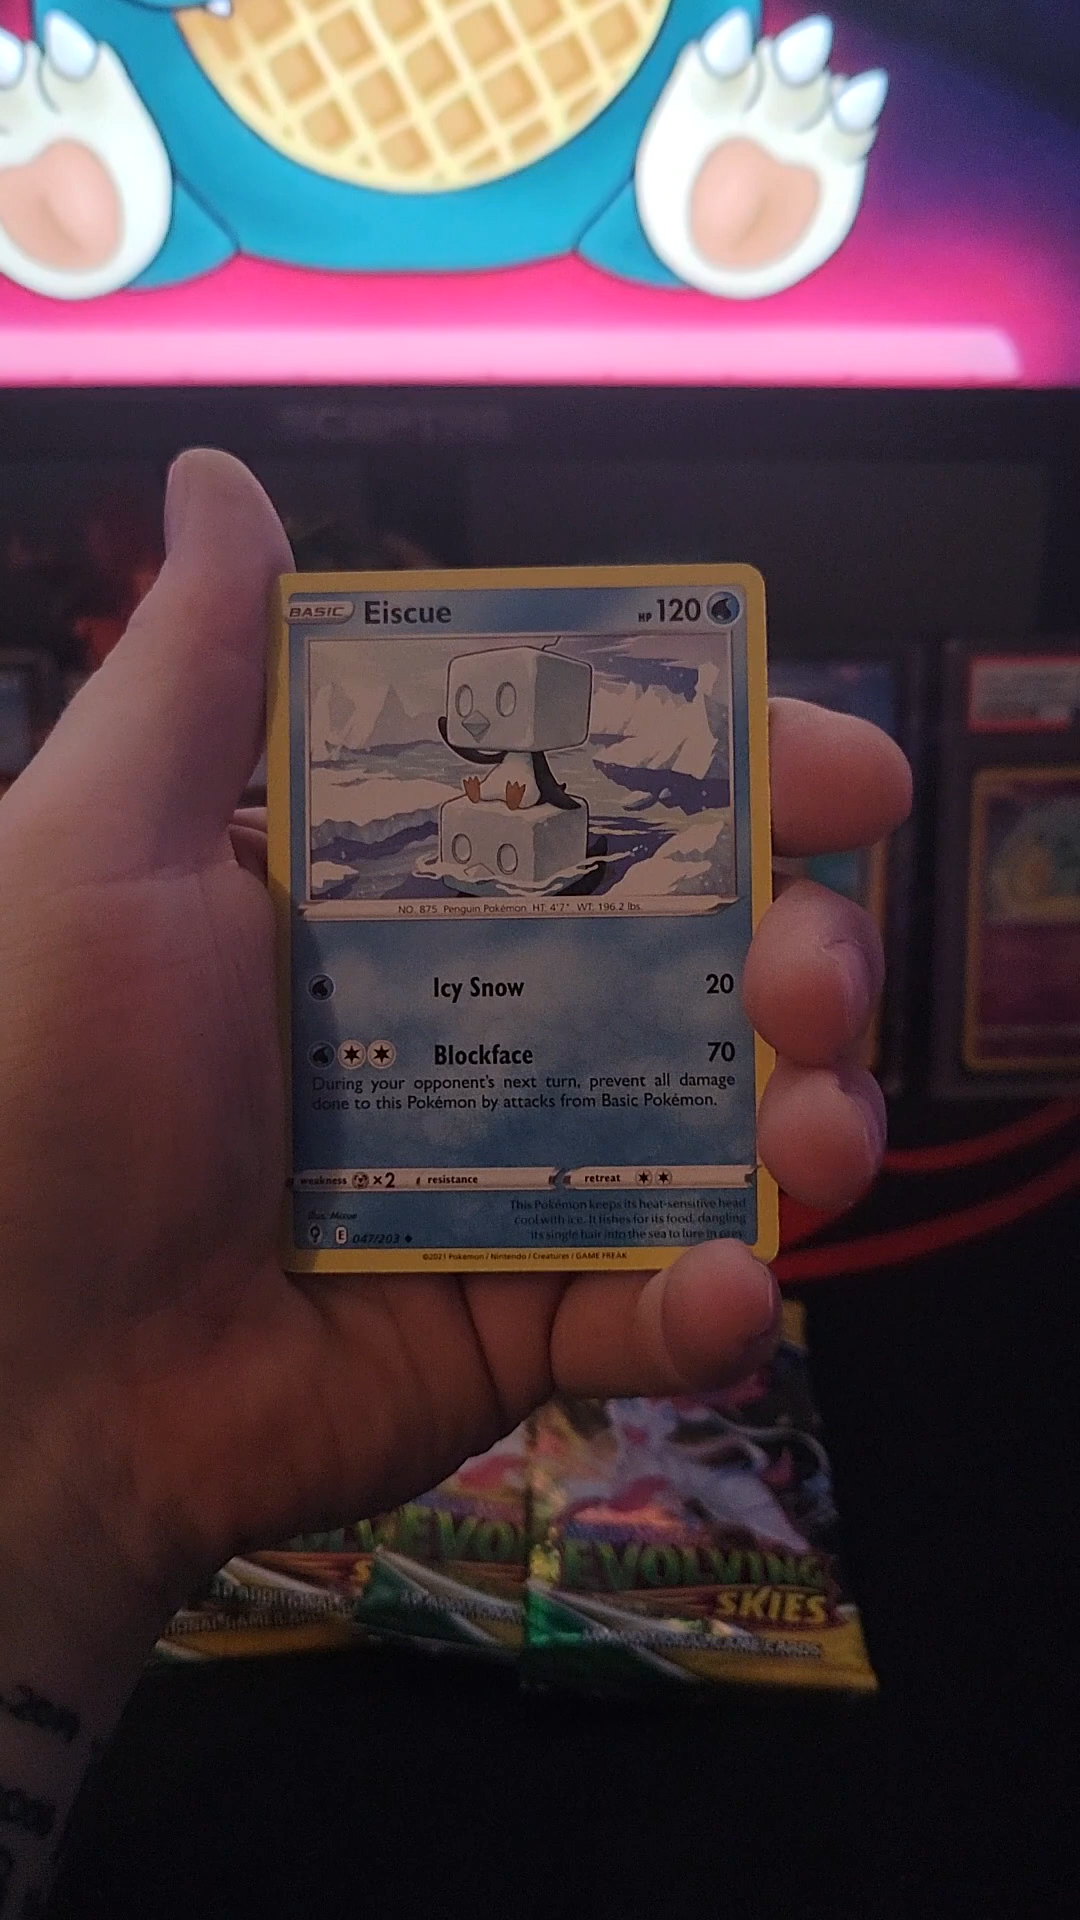 BASIC Eiscue HP 120
NO. 875 Penguin Pokémon HT: 4'7" WT: 196.2 lbs.
Icy Snow 20
Blockface 70
During your opponent's next turn, prevent all damage
done to this Pokémon by attacks from Basic Pokémon.
weakness ×2 resistance retreat
This Pokémon keeps its heat-sensitive head
cool with ice. It fishes for its food, dangling
its single hair into the sea to lure in prey.
Illus. Mizue
E 047/203
©2021 Pokémon / Nintendo / Creatures / GAME FREAK
EVO
EVOLVING
SKIES